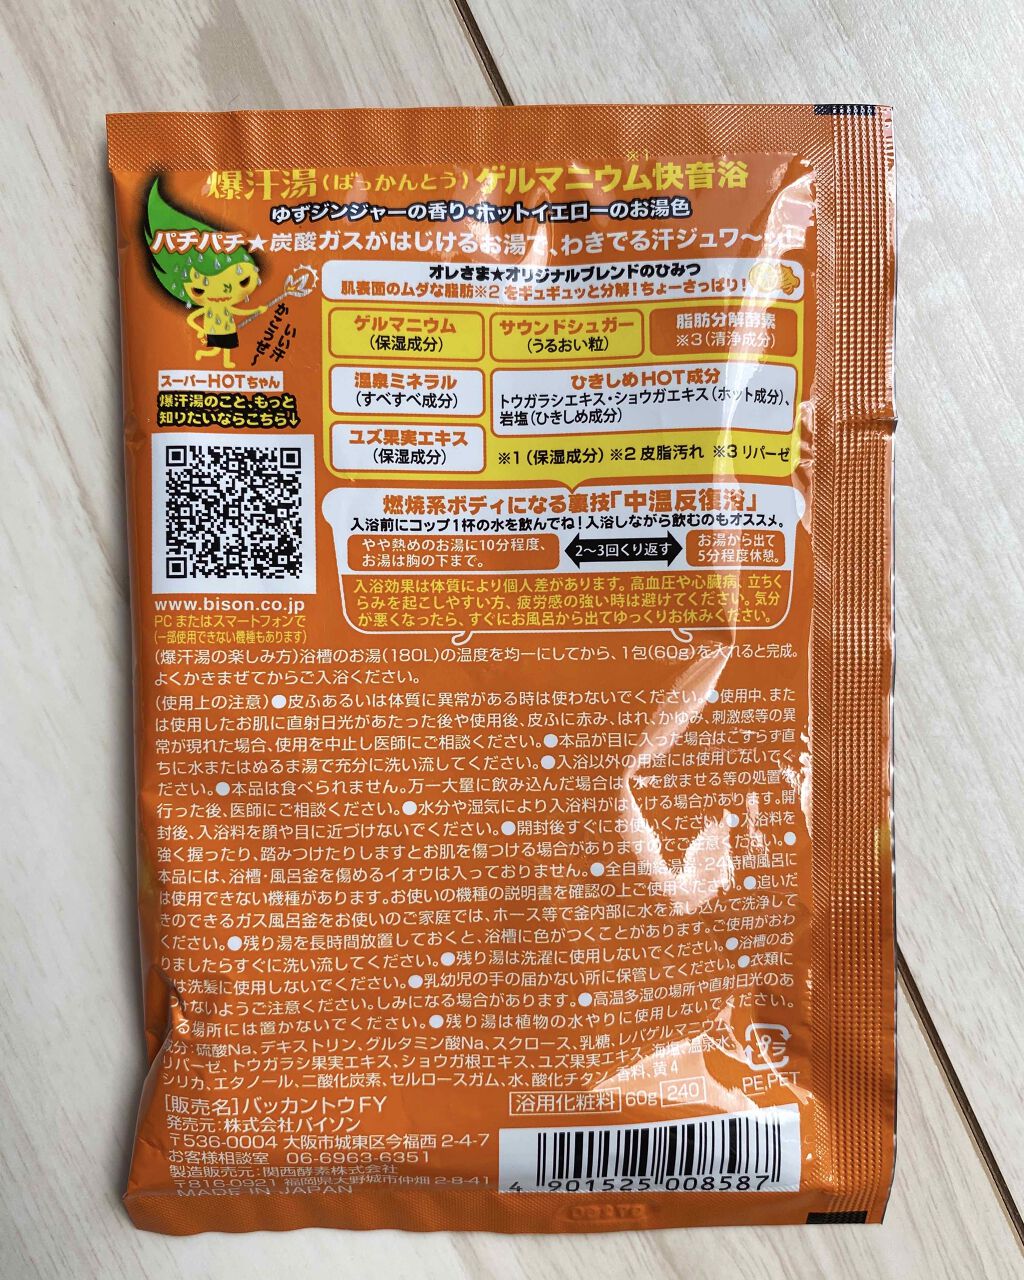 ※1
爆汗湯(ばっかんとう)ゲルマニウム快音浴
ゆずジンジャーの香り・ホットイエローのお湯色
パチパチ★炭酸ガスがはじけるお湯で、わきでる汗ジュワ〜ッ!
いい汗
かこうぜ〜
スーパーHOTちゃん
爆汗湯のこと、もっと
知りたいならこちら↓
www.bison.co.jp
PCまたはスマートフォンで
(一部使用できない機種もあります)
オレさま★オリジナルブレンドのひみつ
肌表面のムダな脂肪※2をギュギュッと分解!ちょーさっぱり!
ゲルマニウム
(保湿成分)
サウンドシュガー
(うるおい粒)
脂肪分解酵素
※3(清浄成分)
温泉ミネラル
(すべすべ成分)
ひきしめHOT成分
トウガラシエキス・ショウガエキス(ホット成分)、
岩塩(ひきしめ成分)
ユズ果実エキス
(保湿成分)
※1(保湿成分)※2皮脂汚れ ※3リパーゼ
燃焼系ボディになる裏技「中温反復浴」
入浴前にコップ1杯の水を飲んでね!入浴しながら飲むのもオススメ。
やや熱めのお湯に10分程度、
お湯は胸の下まで。
2〜3回くり返す
お湯から出て
5分程度休憩。
入浴効果は体質により個人差があります。高血圧や心臓病、立ちく
らみを起こしやすい方、疲労感の強い時は避けてください。気分
が悪くなったら、すぐにお風呂から出てゆっくりお休みください。
(爆汗湯の楽しみ方)浴槽のお湯(180L)の温度を均一にしてから、1包(60g)を入れると完成。
よくかきまぜてからご入浴ください。
(使用上の注意)●皮ふあるいは体質に異常がある時は使わないでください。●使用中、また
は使用したお肌に直射日光があたった後や使用後、皮ふに赤み、はれ、かゆみ、刺激感等の異
常が現れた場合、使用を中止し医師にご相談ください。●本品が目に入った場合はこすらず直
ちに水またはぬるま湯で充分に洗い流してください。●入浴以外の用途には使用しないでく
ださい。●本品は食べられません。万一大量に飲み込んだ場合は、水を飲ませる等の処置を
行った後、医師にご相談ください。●水分や湿気により入浴料がはじける場合があります。開
封後、入浴料を顔や目に近づけないでください。●開封後すぐにお使いください。●入浴料を
強く握ったり、踏みつけたりしますとお肌を傷つける場合がありますのでご注意ください。●
本品には、浴槽・風呂釜を傷めるイオウは入っておりません。●全自動給湯器・24時間風呂に
は使用できない機種があります。お使いの機種の説明書を確認の上ご使用ください。●追いだ
きのできるガス風呂釜をお使いのご家庭では、ホース等で釜内部に水を流し込んで洗浄して
ください。●残り湯を長時間放置しておくと、浴槽に色がつくことがあります。ご使用がおわ
りましたらすぐに洗い流してください。●残り湯は洗濯に使用しないでください。●浴槽のお
湯は洗髪に使用しないでください。●乳幼児の手の届かない所に保管してください。●衣類に
つけないようご注意ください。しみになる場合があります。●高温多湿の場所や直射日光のあ
たる場所には置かないでください。●残り湯は植物の水やりに使用しないでください。
成分:硫酸Na、デキストリン、グルタミン酸Na、スクロース、乳糖、レパゲルマニウム、
リパーゼ、トウガラシ果実エキス、ショウガ根エキス、ユズ果実エキス、海塩、温泉水、
シリカ、エタノール、二酸化炭素、セルロースガム、水、酸化チタン、香料、黄4
プラ
PE,PET
[販売名]バッカントウFY
浴用化粧料 60g 240
発売元:株式会社バイソン
〒536-0004 大阪市城東区今福西2-4-7
お客様相談室 06-6963-6351
製造販売元:関西酵素株式会社
〒816-0921 福岡県大野城市仲畑2-8-41
MADE IN JAPAN
4 901525 008587